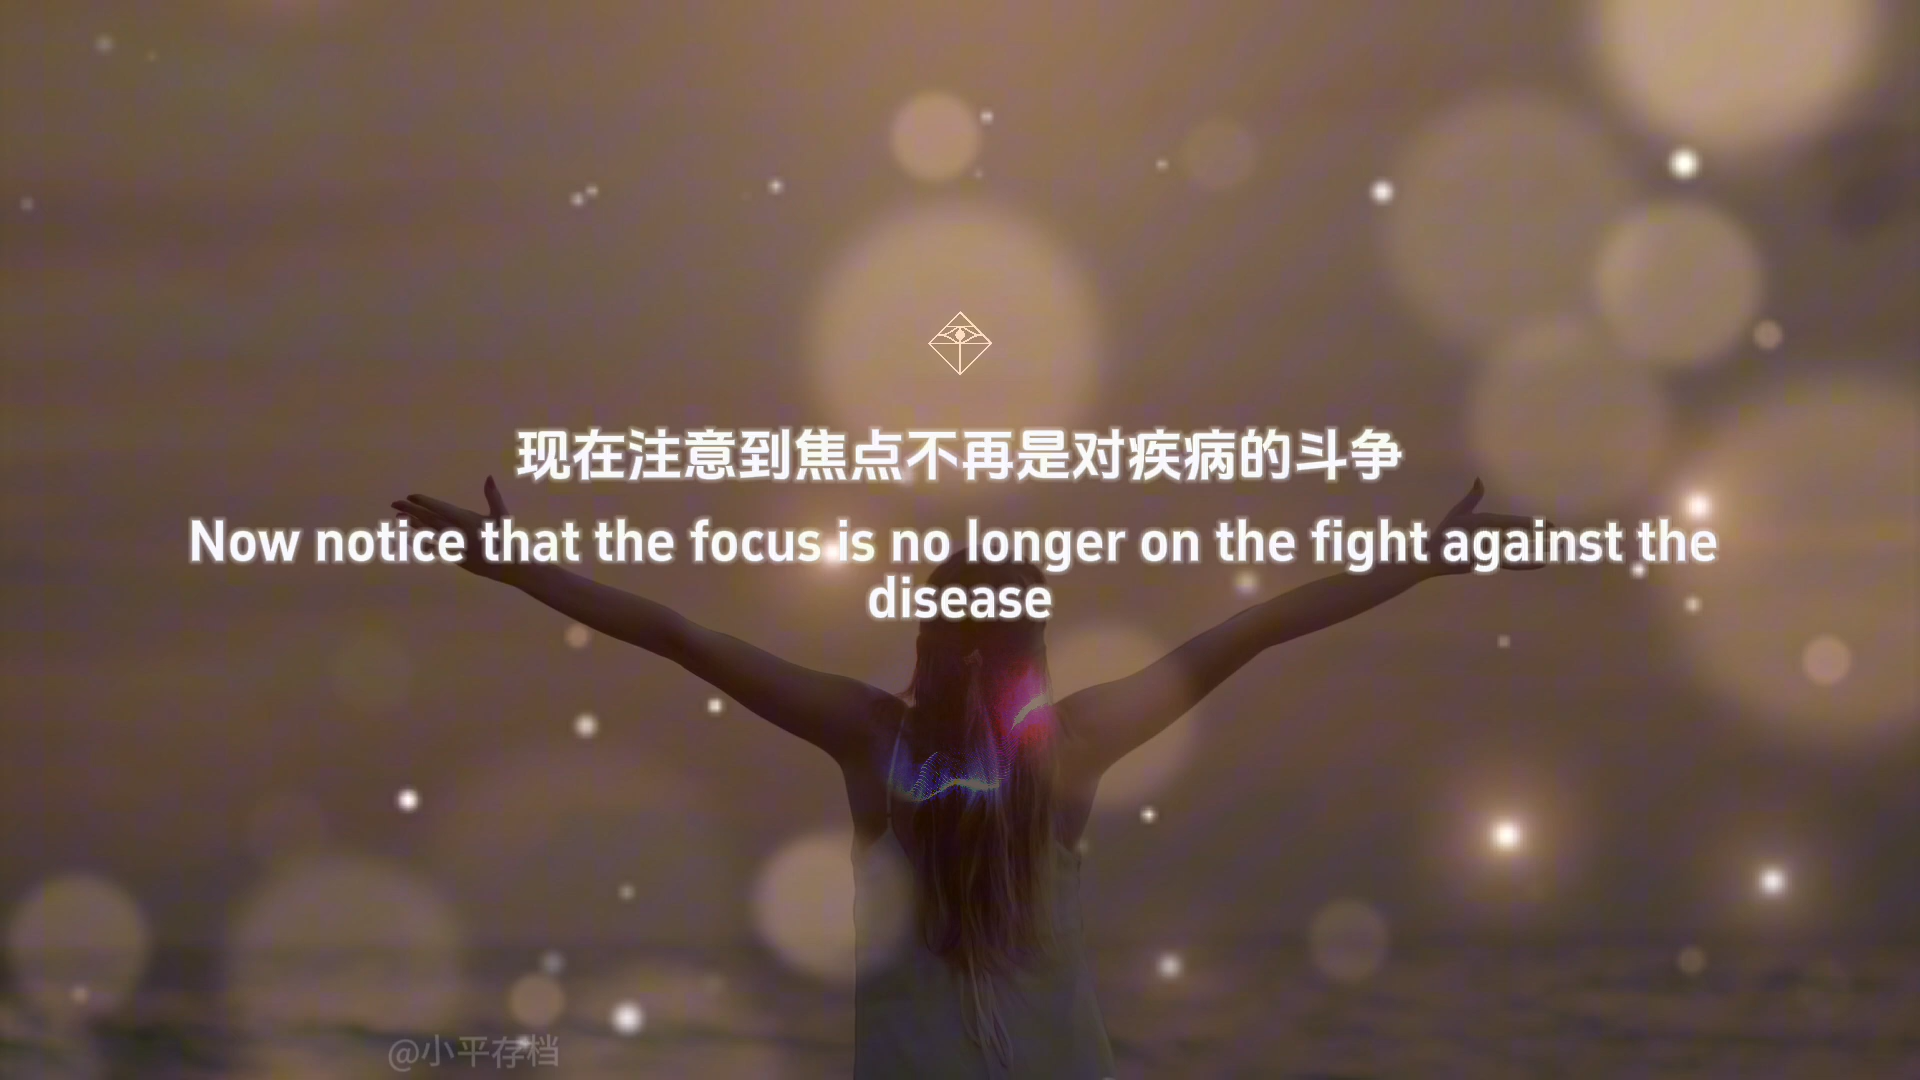 现在注意到焦点不再是对疾病的斗争
Now notice that the focus is no longer on the fight against the
disease
@小平存档